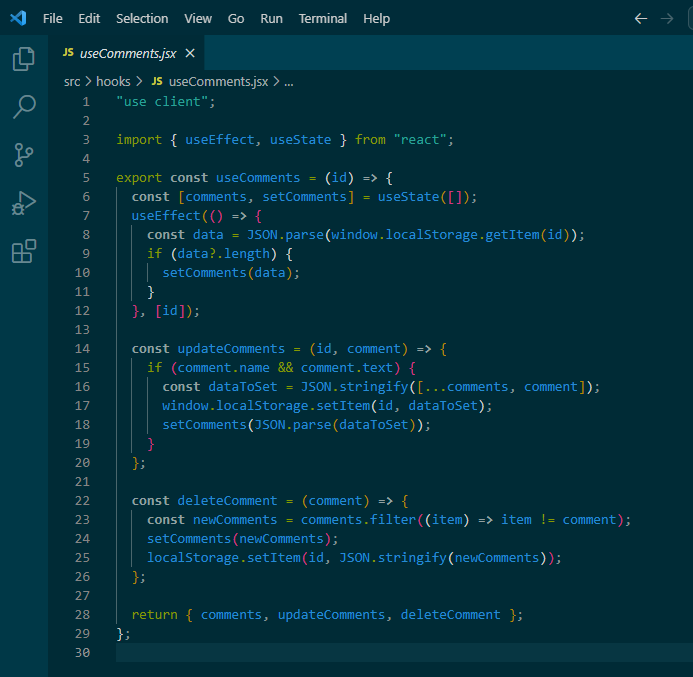 File Edit Selection View Go Run Terminal Help
JS useComments.jsx
src > hooks > JS useComments.jsx > ...
1 "use client";
2
3 import { useEffect, useState } from "react";
4
5 export const useComments = (id) => {
6   const [comments, setComments] = useState([]);
7   useEffect(() => {
8     const data = JSON.parse(window.localStorage.getItem(id));
9     if (data?.length) {
10       setComments(data);
11     }
12   }, [id]);
13
14   const updateComments = (id, comment) => {
15     if (comment.name && comment.text) {
16       const dataToSet = JSON.stringify([...comments, comment]);
17       window.localStorage.setItem(id, dataToSet);
18       setComments(JSON.parse(dataToSet));
19     }
20   };
21
22   const deleteComment = (comment) => {
23     const newComments = comments.filter((item) => item != comment);
24     setComments(newComments);
25     localStorage.setItem(id, JSON.stringify(newComments));
26   };
27
28   return { comments, updateComments, deleteComment };
29 };
30